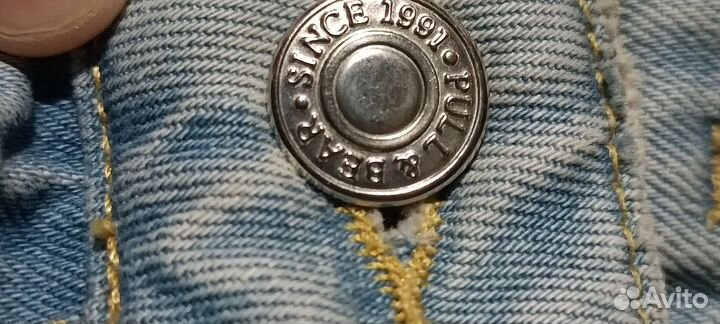 PULL & BEAR • SINCE 1991 •
Avito